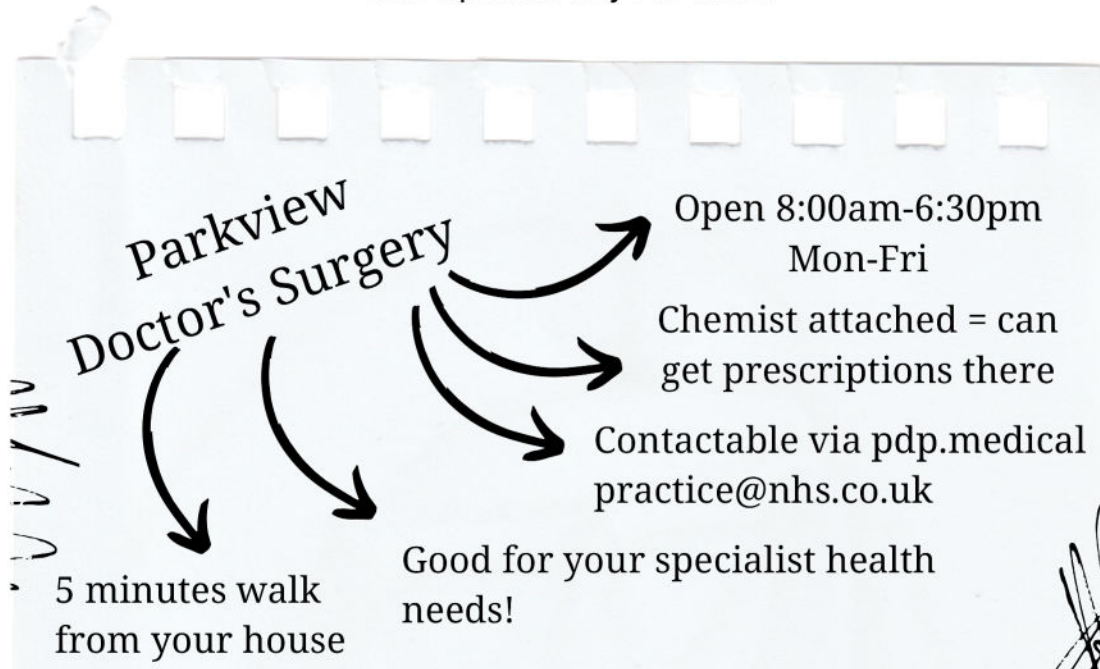 Parkview
Doctor's Surgery
Open 8:00am-6:30pm
Mon-Fri
Chemist attached = can
get prescriptions there
Contactable via pdp.medical
practice@nhs.co.uk
Good for your specialist health
needs!
5 minutes walk
from your house